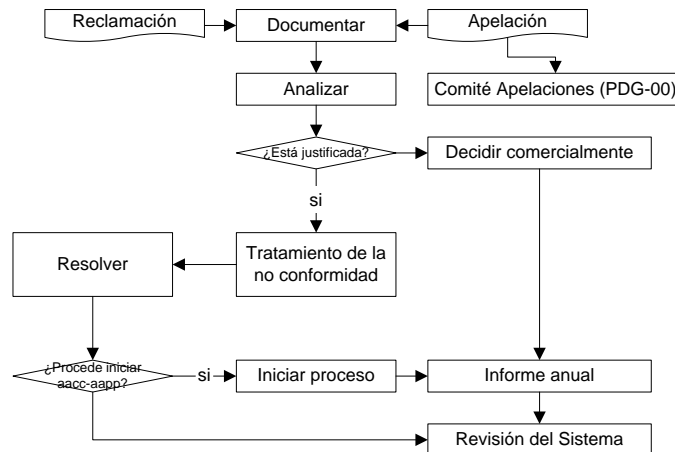 Reclamación
Documentar
Apelación
Analizar
Comité Apelaciones (PDG-00)
¿Está justificada?
Decidir comercialmente
si
Resolver
Tratamiento de la
no conformidad
¿Procede iniciar
aacc-aapp?
si
Iniciar proceso
Informe anual
Revisión del Sistema